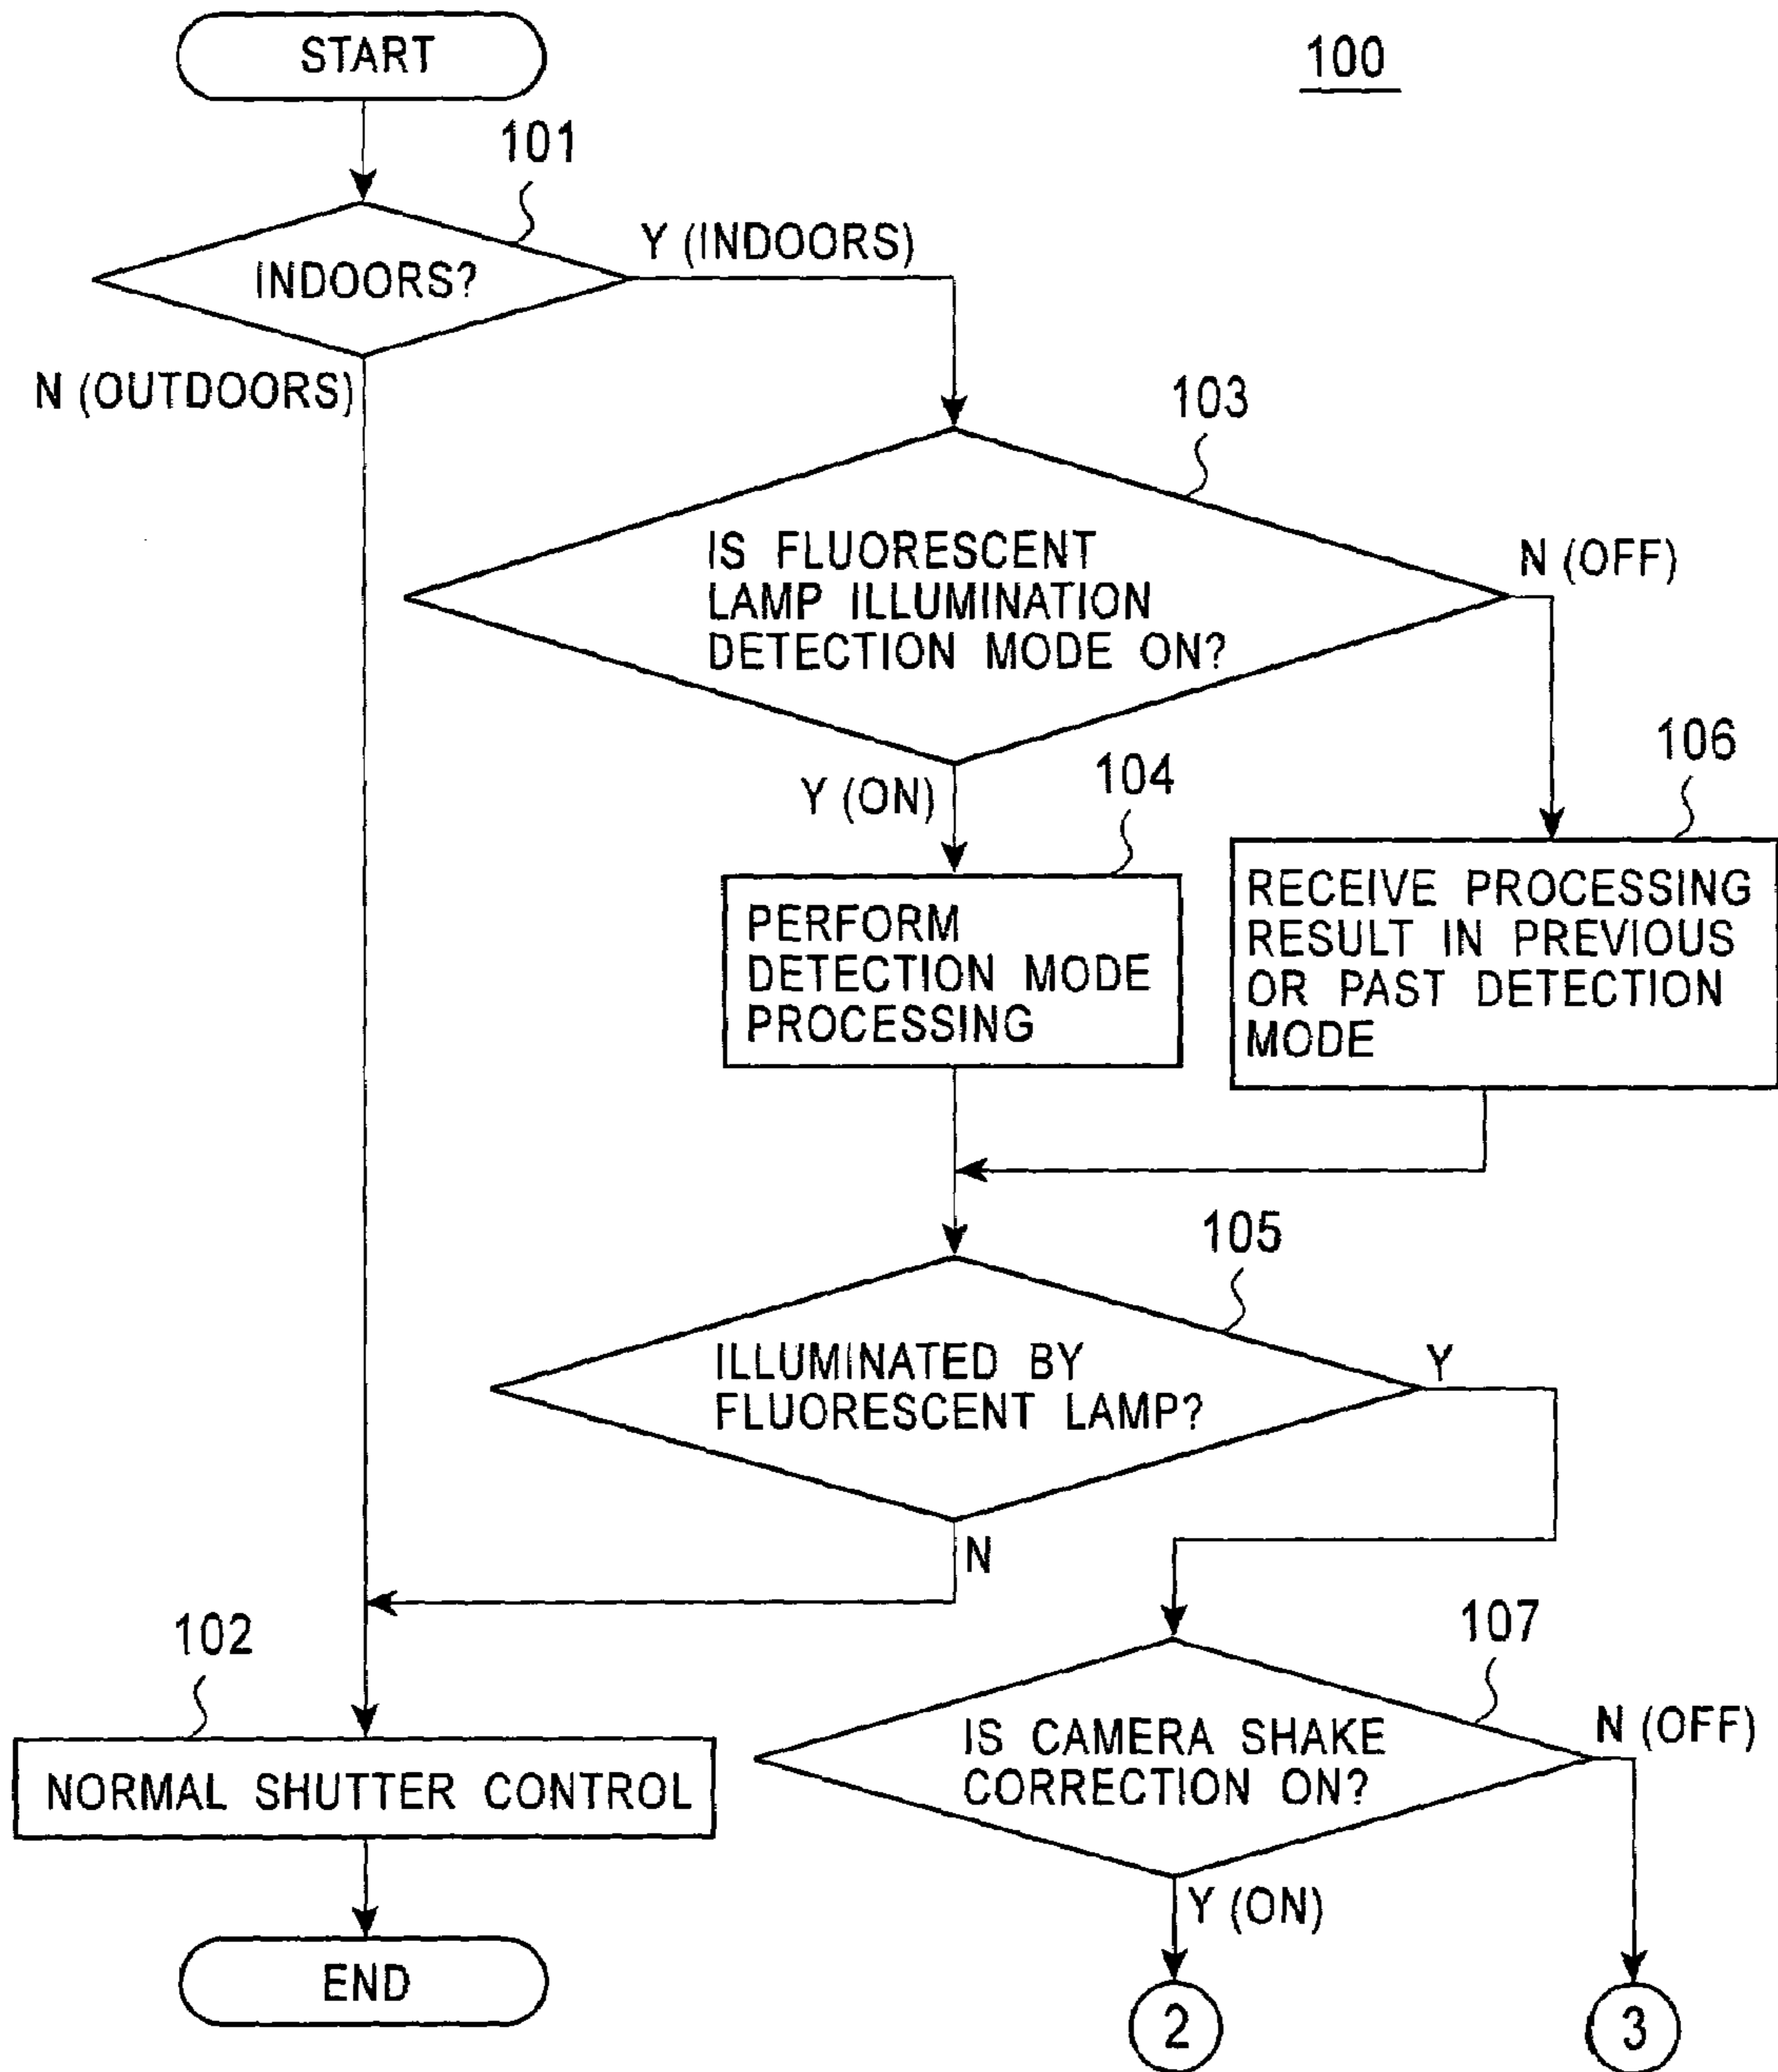 START
100
101
INDOORS?
Y (INDOORS)
N (OUTDOORS)
103
IS FLUORESCENT
LAMP ILLUMINATION
DETECTION MODE ON?
N (OFF)
Y (ON)
104
106
PERFORM
DETECTION MODE
PROCESSING
RECEIVE PROCESSING
RESULT IN PREVIOUS
OR PAST DETECTION
MODE
105
ILLUMINATED BY
FLUORESCENT LAMP?
Y
N
102
NORMAL SHUTTER CONTROL
END
107
IS CAMERA SHAKE
CORRECTION ON?
N (OFF)
Y (ON)
2
3